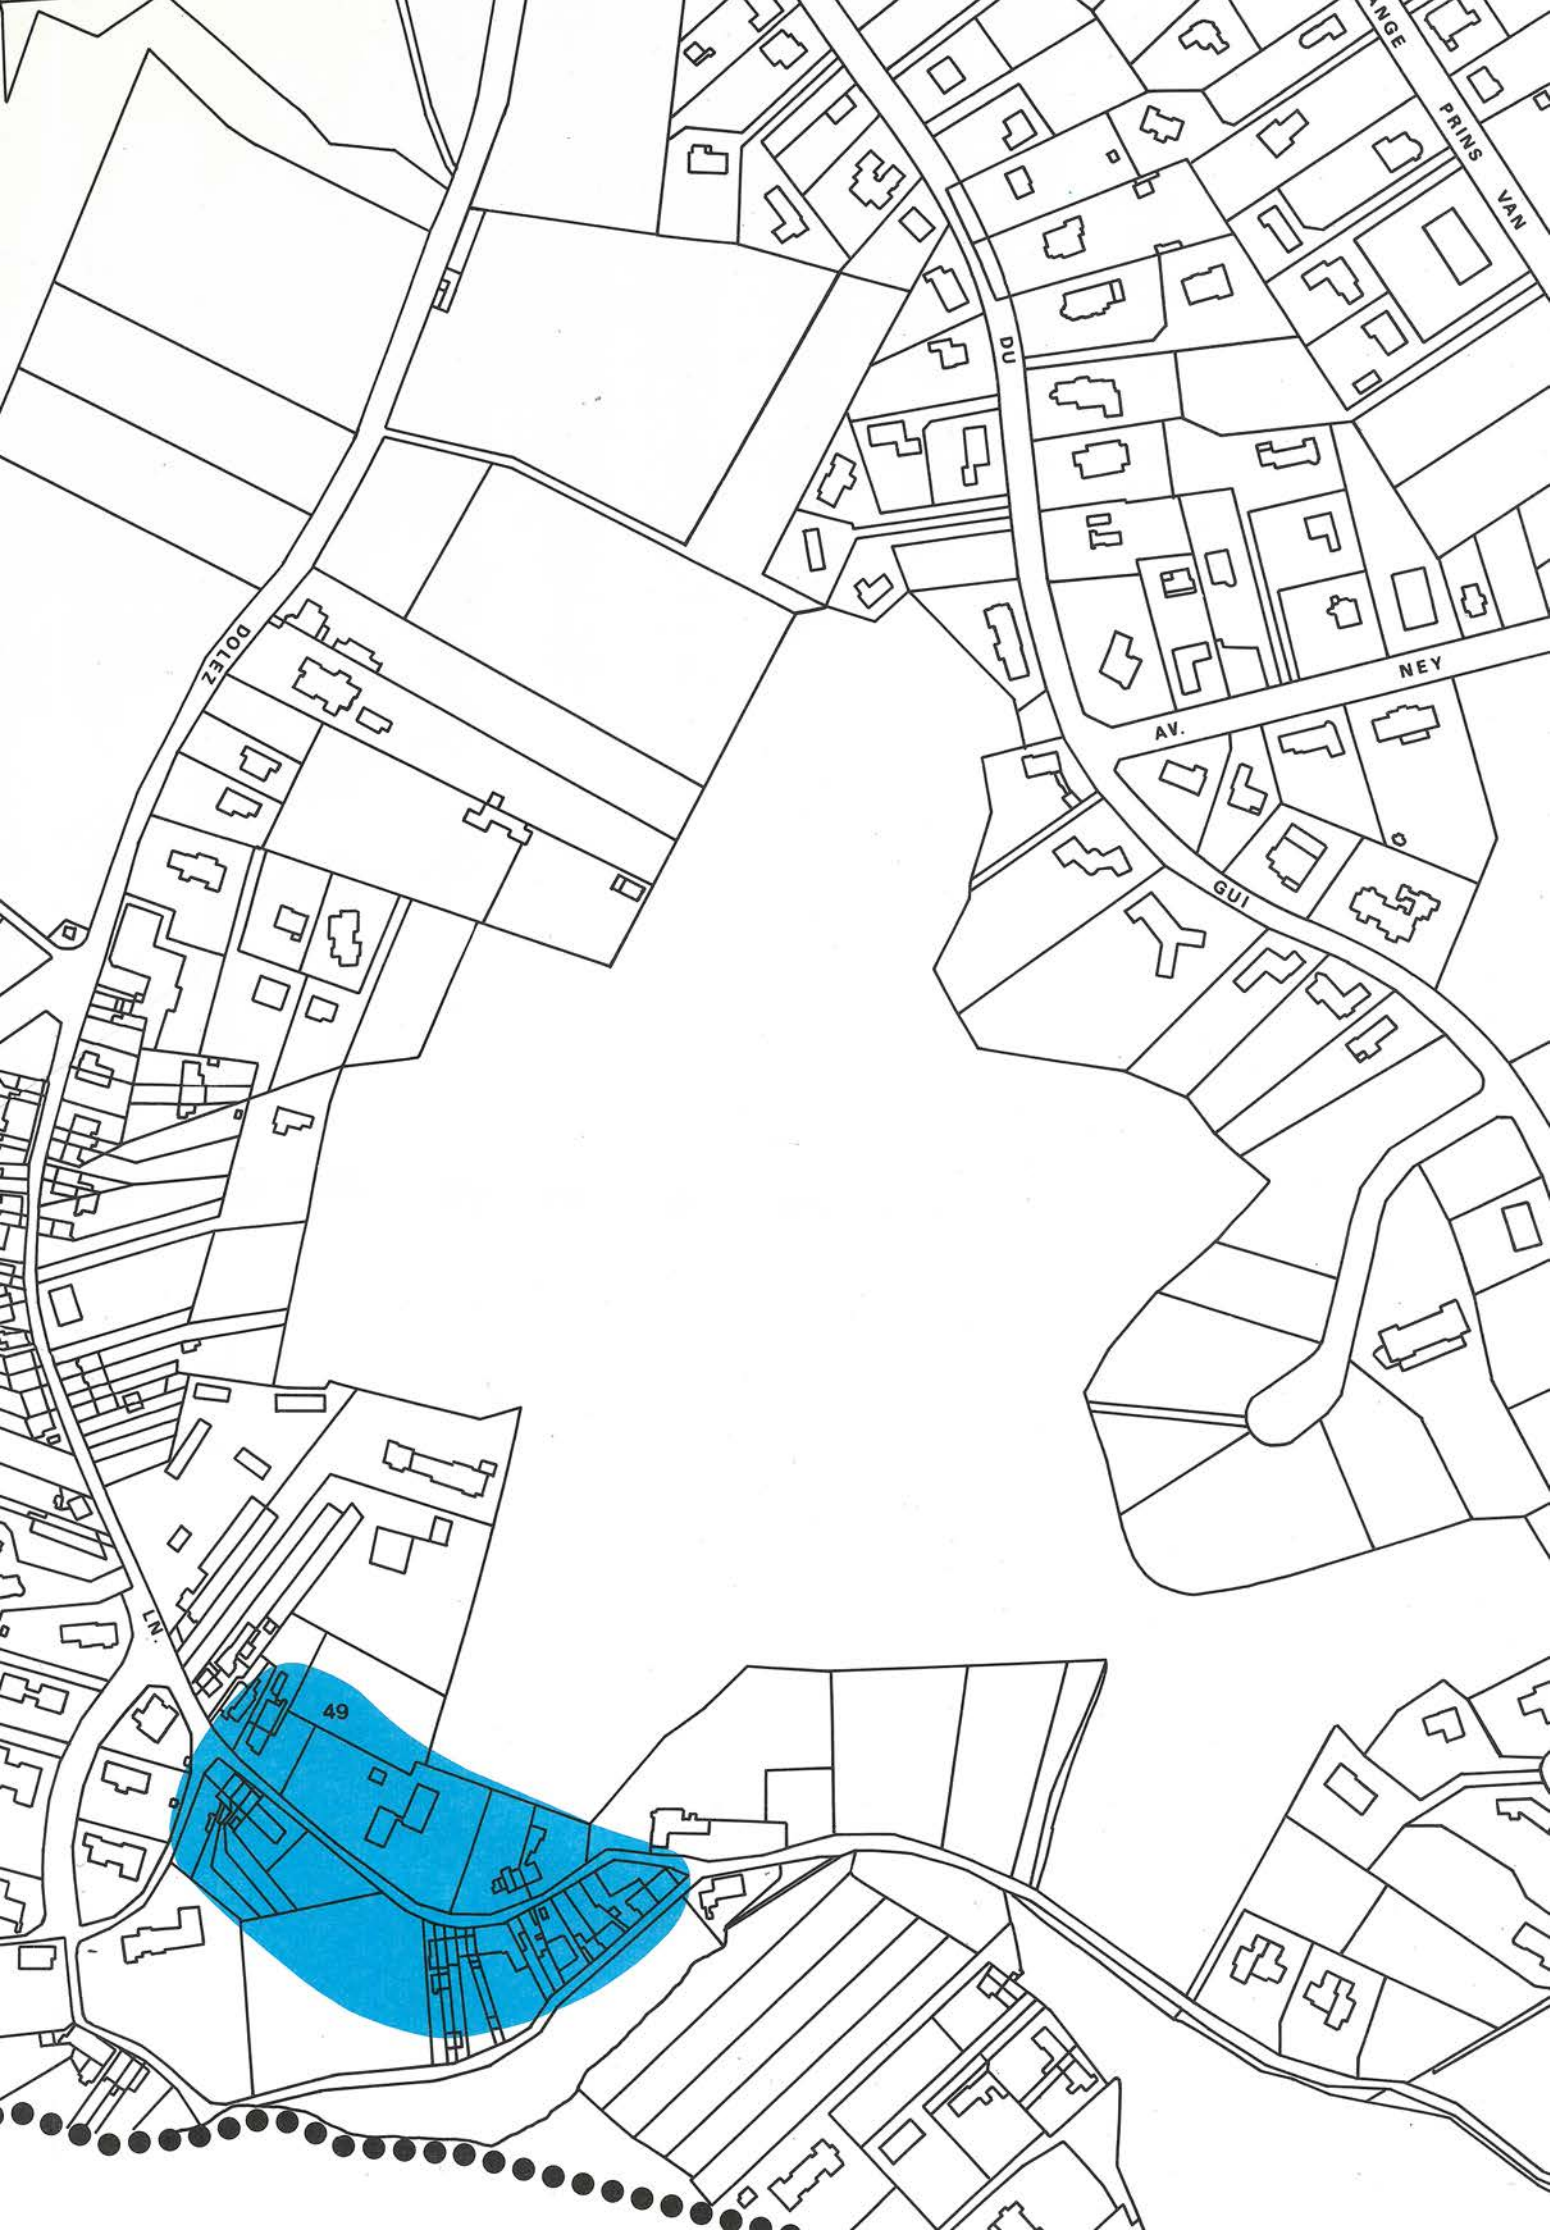 ANGE
PRINS
VAN
DU
DOLEZ
NEY
AV.
GUI
LN.
49